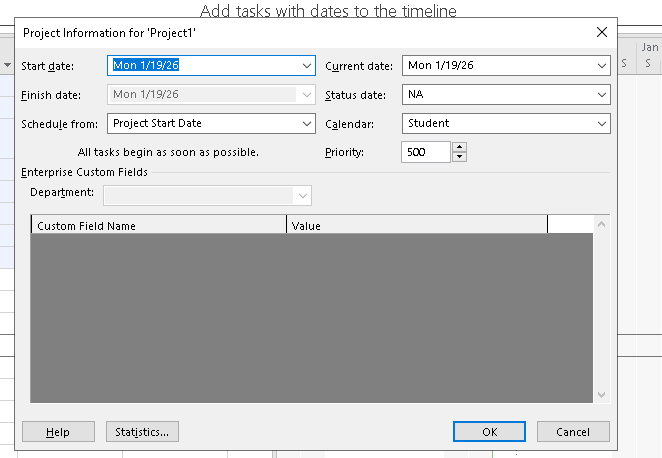 Add tasks with dates to the timeline
Project Information for 'Project1'
Jan
S S
Start date: Mon 1/19/26 Current date: Mon 1/19/26
Finish date: Mon 1/19/26 Status date: NA
Schedule from: Project Start Date Calendar: Student
All tasks begin as soon as possible. Priority: 500
Enterprise Custom Fields
Department:
Custom Field Name Value
Help Statistics... OK Cancel